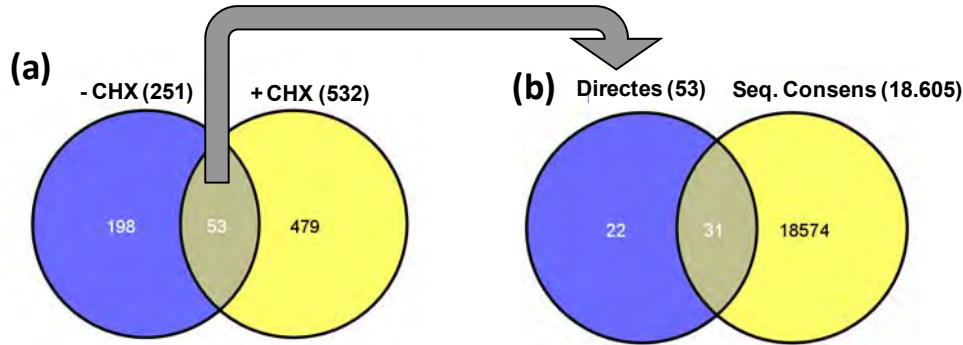 (a)
- CHX (251)
+ CHX (532)
198
53
479
(b)
Directes (53)
Seq. Consens (18.605)
22
31
18574